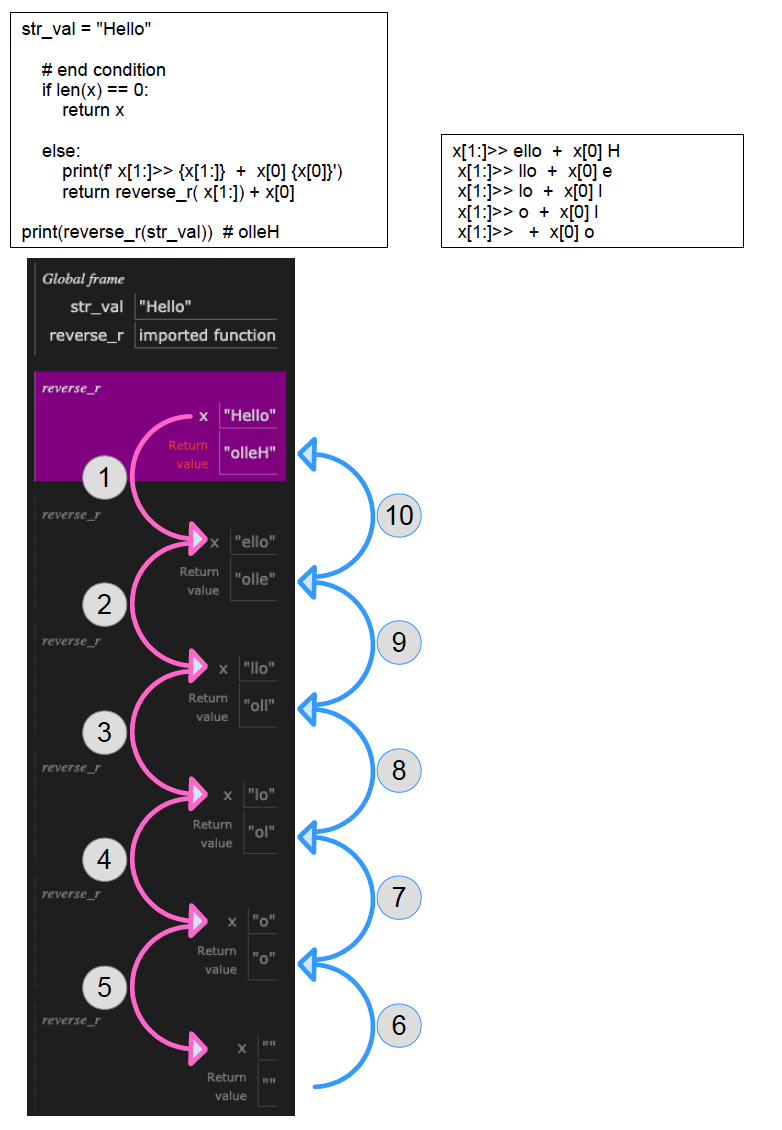 str_val = "Hello"
# end condition
if len(x) == 0:
return x
else:
print(f' x[1:]>> {x[1:]}  +  x[0] {x[0]}')
return reverse_r( x[1:]) + x[0]
print(reverse_r(str_val))  # olleH
x[1:]>> ello  +  x[0] H
x[1:]>> llo  +  x[0] e
x[1:]>> lo  +  x[0] l
x[1:]>> o  +  x[0] l
x[1:]>>   +  x[0] o
Global frame
str_val "Hello"
reverse_r imported function
reverse_r
x "Hello"
Return value "olleH"
1
10
reverse_r
x "ello"
Return value "olle"
2
9
reverse_r
x "llo"
Return value "oll"
3
8
reverse_r
x "lo"
Return value "ol"
4
7
reverse_r
x "o"
Return value "o"
5
6
reverse_r
x ""
Return value ""